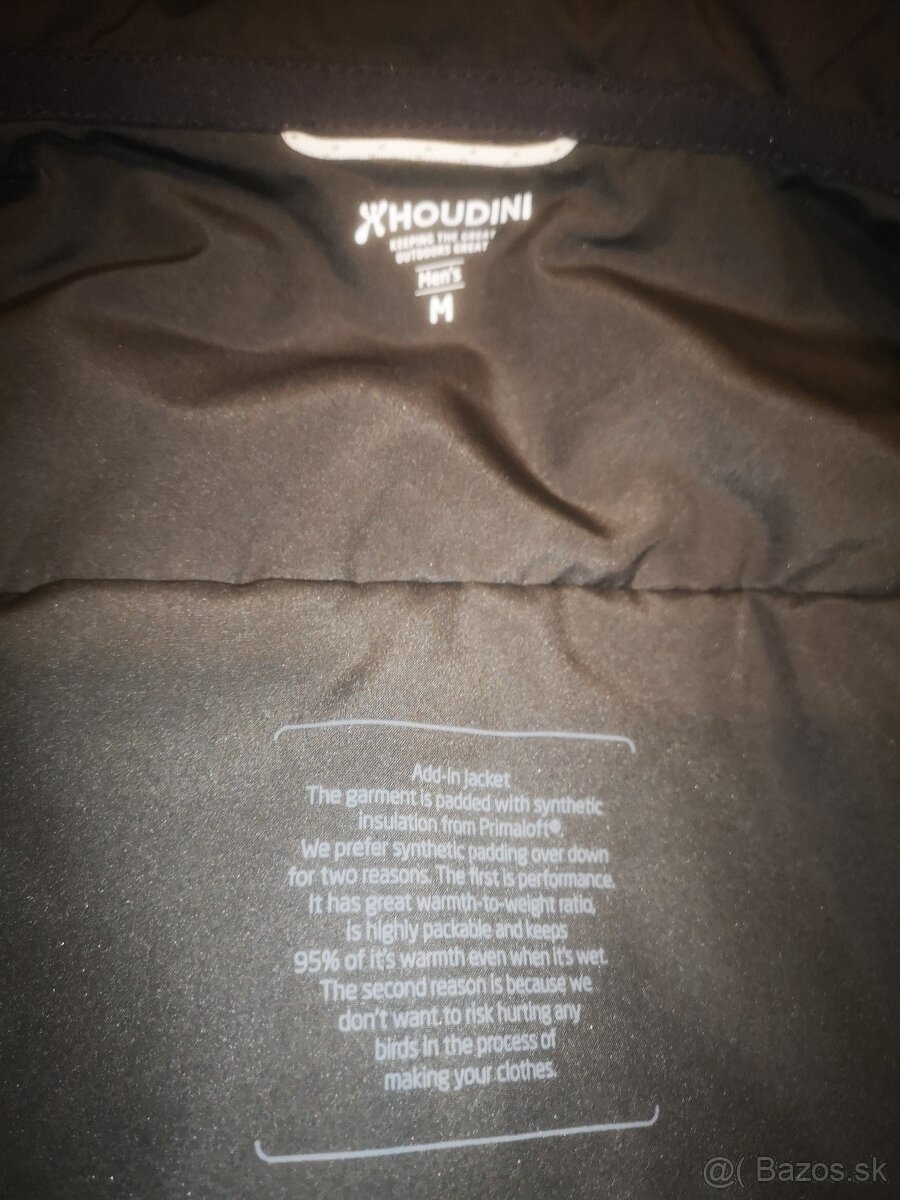 HOUDINI
KEEPING THE GREAT
OUTDOORS GREAT
Men's
M
Add-in Jacket
The garment is padded with synthetic
insulation from Primaloft®.
We prefer synthetic padding over down
for two reasons. The first is performance.
It has great warmth-to-weight ratio,
is highly packable and keeps
95% of it's warmth even when it's wet.
The second reason is because we
don't want to risk hurting any
birds in the process of
making your clothes.
@( Bazos.sk